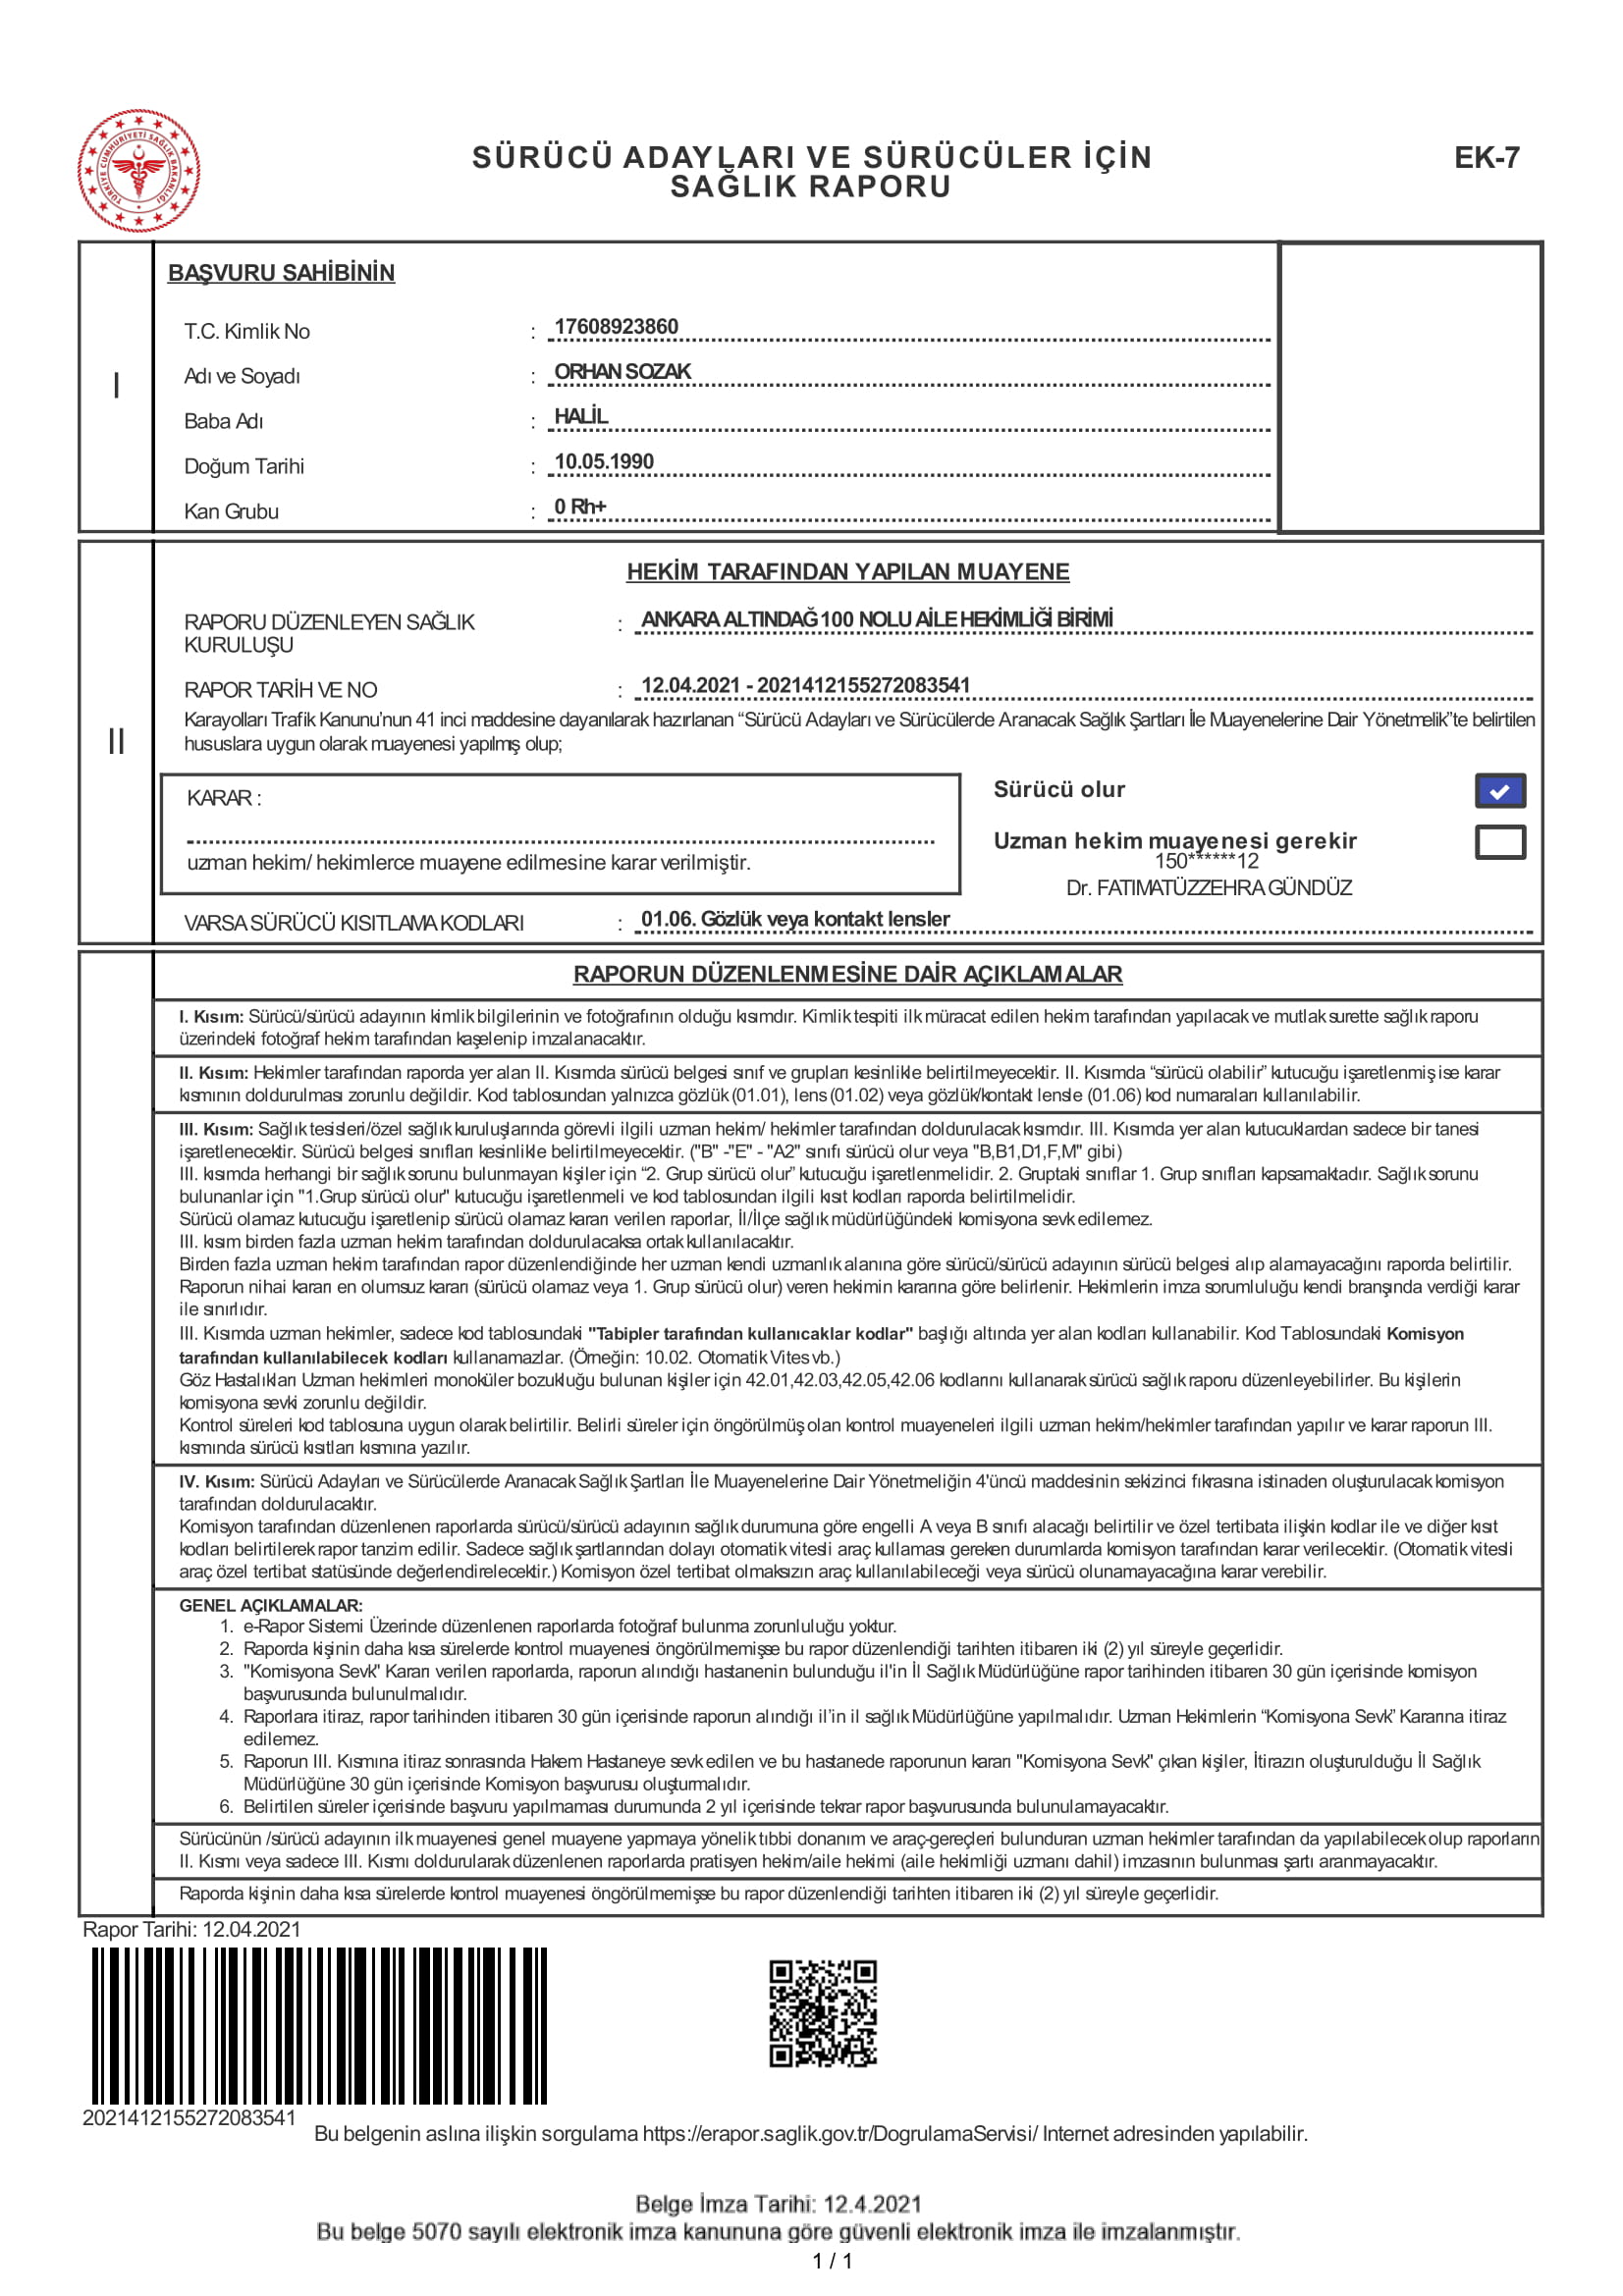 TÜRKİYE CUMHURİYETİ SAĞLIK BAKANLIĞI
SÜRÜCÜ ADAYLARI VE SÜRÜCÜLER İÇİN
SAĞLIK RAPORU
EK-7
I
BAŞVURU SAHİBİNİN
T.C. Kimlik No : 17608923860
Adı ve Soyadı : ORHAN SOZAK
Baba Adı : HALİL
Doğum Tarihi : 10.05.1990
Kan Grubu : 0 Rh+
II
HEKİM TARAFINDAN YAPILAN MUAYENE
RAPORU DÜZENLEYEN SAĞLIK : ANKARA ALTINDAĞ 100 NOLU AİLE HEKİMLİĞİ BİRİMİ
KURULUŞU
RAPOR TARİH VE NO : 12.04.2021 - 2021412155272083541
Karayolları Trafik Kanunu’nun 41 inci maddesine dayanılarak hazırlanan “Sürücü Adayları ve Sürücülerde Aranacak Sağlık Şartları İle Muayenelerine Dair Yönetmelik”te belirtilen
hususlara uygun olarak muayenesi yapılmış olup;
KARAR :
uzman hekim/ hekimlerce muayene edilmesine karar verilmiştir.
Sürücü olur
Uzman hekim muayenesi gerekir
150******12
Dr. FATIMATÜZZEHRA GÜNDÜZ
VARSA SÜRÜCÜ KISITLAMA KODLARI : 01.06. Gözlük veya kontakt lensler
RAPORUN DÜZENLENMESİNE DAİR AÇIKLAMALAR
I. Kısım: Sürücü/sürücü adayının kimlik bilgilerinin ve fotoğrafının olduğu kısımdır. Kimlik tespiti ilk müracat edilen hekim tarafından yapılacak ve mutlak surette sağlık raporu
üzerindeki fotoğraf hekim tarafından kaşelenip imzalanacaktır.
II. Kısım: Hekimler tarafından raporda yer alan II. Kısımda sürücü belgesi sınıf ve grupları kesinlikle belirtilmeyecektir. II. Kısımda “sürücü olabilir” kutucuğu işaretlenmiş ise karar
kısmının doldurulması zorunlu değildir. Kod tablosundan yalnızca gözlük (01.01), lens (01.02) veya gözlük/kontakt lensle (01.06) kod numaraları kullanılabilir.
III. Kısım: Sağlık tesisleri/özel sağlık kuruluşlarında görevli ilgili uzman hekim/ hekimler tarafından doldurulacak kısımdır. III. Kısımda yer alan kutucuklardan sadece bir tanesi
işaretlenecektir. Sürücü belgesi sınıfları kesinlikle belirtilmeyecektir. ("B" -"E" - "A2" sınıfı sürücü olur veya "B,B1,D1,F,M" gibi)
III. kısımda herhangi bir sağlık sorunu bulunmayan kişiler için “2. Grup sürücü olur” kutucuğu işaretlenmelidir. 2. Gruptaki sınıflar 1. Grup sınıfları kapsamaktadır. Sağlık sorunu
bulunanlar için "1.Grup sürücü olur" kutucuğu işaretlenmeli ve kod tablosundan ilgili kısıt kodları raporda belirtilmelidir.
Sürücü olamaz kutucuğu işaretlenip sürücü olamaz kararı verilen raporlar, İl/İlçe sağlık müdürlüğündeki komisyona sevk edilemez.
III. kısım birden fazla uzman hekim tarafından doldurulacaksa ortak kullanılacaktır.
Birden fazla uzman hekim tarafından rapor düzenlendiğinde her uzman kendi uzmanlık alanına göre sürücü/sürücü adayının sürücü belgesi alıp alamayacağını raporda belirtilir.
Raporun nihai kararı en olumsuz kararı (sürücü olamaz veya 1. Grup sürücü olur) veren hekimin kararına göre belirlenir. Hekimlerin imza sorumluluğu kendi branşında verdiği karar
ile sınırlıdır.
III. Kısımda uzman hekimler, sadece kod tablosundaki "Tabipler tarafından kullanıcaklar kodlar" başlığı altında yer alan kodları kullanabilir. Kod Tablosundaki Komisyon
tarafından kullanılabilecek kodları kullanamazlar. (Örneğin: 10.02. Otomatik Vites vb.)
Göz Hastalıkları Uzman hekimleri monoküler bozukluğu bulunan kişiler için 42.01,42.03,42.05,42.06 kodlarını kullanarak sürücü sağlık raporu düzenleyebilirler. Bu kişilerin
komisyona sevki zorunlu değildir.
Kontrol süreleri kod tablosuna uygun olarak belirtilir. Belirli süreler için öngörülmüş olan kontrol muayeneleri ilgili uzman hekim/hekimler tarafından yapılır ve karar raporun III.
kısmında sürücü kısıtları kısmına yazılır.
IV. Kısım: Sürücü Adayları ve Sürücülerde Aranacak Sağlık Şartları İle Muayenelerine Dair Yönetmeliğin 4'üncü maddesinin sekizinci fıkrasına istinaden oluşturulacak komisyon
tarafından doldurulacaktır.
Komisyon tarafından düzenlenen raporlarda sürücü/sürücü adayının sağlık durumuna göre engelli A veya B sınıfı alacağı belirtilir ve özel tertibata ilişkin kodlar ile ve diğer kısıt
kodları belirtilerek rapor tanzim edilir. Sadece sağlık şartlarından dolayı otomatik vitesli araç kullaması gereken durumlarda komisyon tarafından karar verilecektir. (Otomatik vitesli
araç özel tertibat statüsünde değerlendirelecektir.) Komisyon özel tertibat olmaksızın araç kullanılabileceği veya sürücü olunamayacağına karar verebilir.
GENEL AÇIKLAMALAR:
1. e-Rapor Sistemi Üzerinde düzenlenen raporlarda fotoğraf bulunma zorunluluğu yoktur.
2. Raporda kişinin daha kısa sürelerde kontrol muayenesi öngörülmemişse bu rapor düzenlendiği tarihten itibaren iki (2) yıl süreyle geçerlidir.
3. "Komisyona Sevk" Kararı verilen raporlarda, raporun alındığı hastanenin bulunduğu il'in İl Sağlık Müdürlüğüne rapor tarihinden itibaren 30 gün içerisinde komisyon
başvurusunda bulunulmalıdır.
4. Raporlara itiraz, rapor tarihinden itibaren 30 gün içerisinde raporun alındığı il’in il sağlık Müdürlüğüne yapılmalıdır. Uzman Hekimlerin “Komisyona Sevk” Kararına itiraz
edilemez.
5. Raporun III. Kısmına itiraz sonrasında Hakem Hastaneye sevk edilen ve bu hastanede raporunun kararı "Komisyona Sevk" çıkan kişiler, İtirazın oluşturulduğu İl Sağlık
Müdürlüğüne 30 gün içerisinde Komisyon başvurusu oluşturmalıdır.
6. Belirtilen süreler içerisinde başvuru yapılmaması durumunda 2 yıl içerisinde tekrar rapor başvurusunda bulunulamayacaktır.
Sürücünün /sürücü adayının ilk muayenesi genel muayene yapmaya yönelik tıbbi donanım ve araç-gereçleri bulunduran uzman hekimler tarafından da yapılabilecek olup raporların
II. Kısmı veya sadece III. Kısmı doldurularak düzenlenen raporlarda pratisyen hekim/aile hekimi (aile hekimliği uzmanı dahil) imzasının bulunması şartı aranmayacaktır.
Raporda kişinin daha kısa sürelerde kontrol muayenesi öngörülmemişse bu rapor düzenlendiği tarihten itibaren iki (2) yıl süreyle geçerlidir.
Rapor Tarihi: 12.04.2021
2021412155272083541
Bu belgenin aslına ilişkin sorgulama https://erapor.saglik.gov.tr/DogrulamaServisi/ Internet adresinden yapılabilir.
Belge İmza Tarihi: 12.4.2021
Bu belge 5070 sayılı elektronik imza kanununa göre güvenli elektronik imza ile imzalanmıştır.
1 / 1